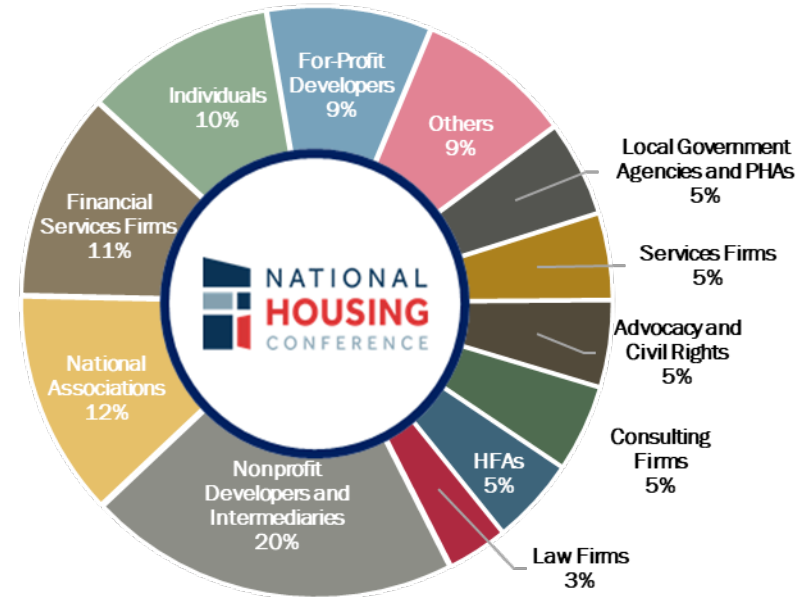 For-Profit
Developers
9%
Others
9%
Local Government
Agencies and PHAs
5%
Services Firms
5%
Advocacy and
Civil Rights
5%
Consulting
Firms
5%
HFAs
5%
Law Firms
3%
Nonprofit
Developers and
Intermediaries
20%
National
Associations
12%
Financial
Services Firms
11%
Individuals
10%
NATIONAL
HOUSING
CONFERENCE